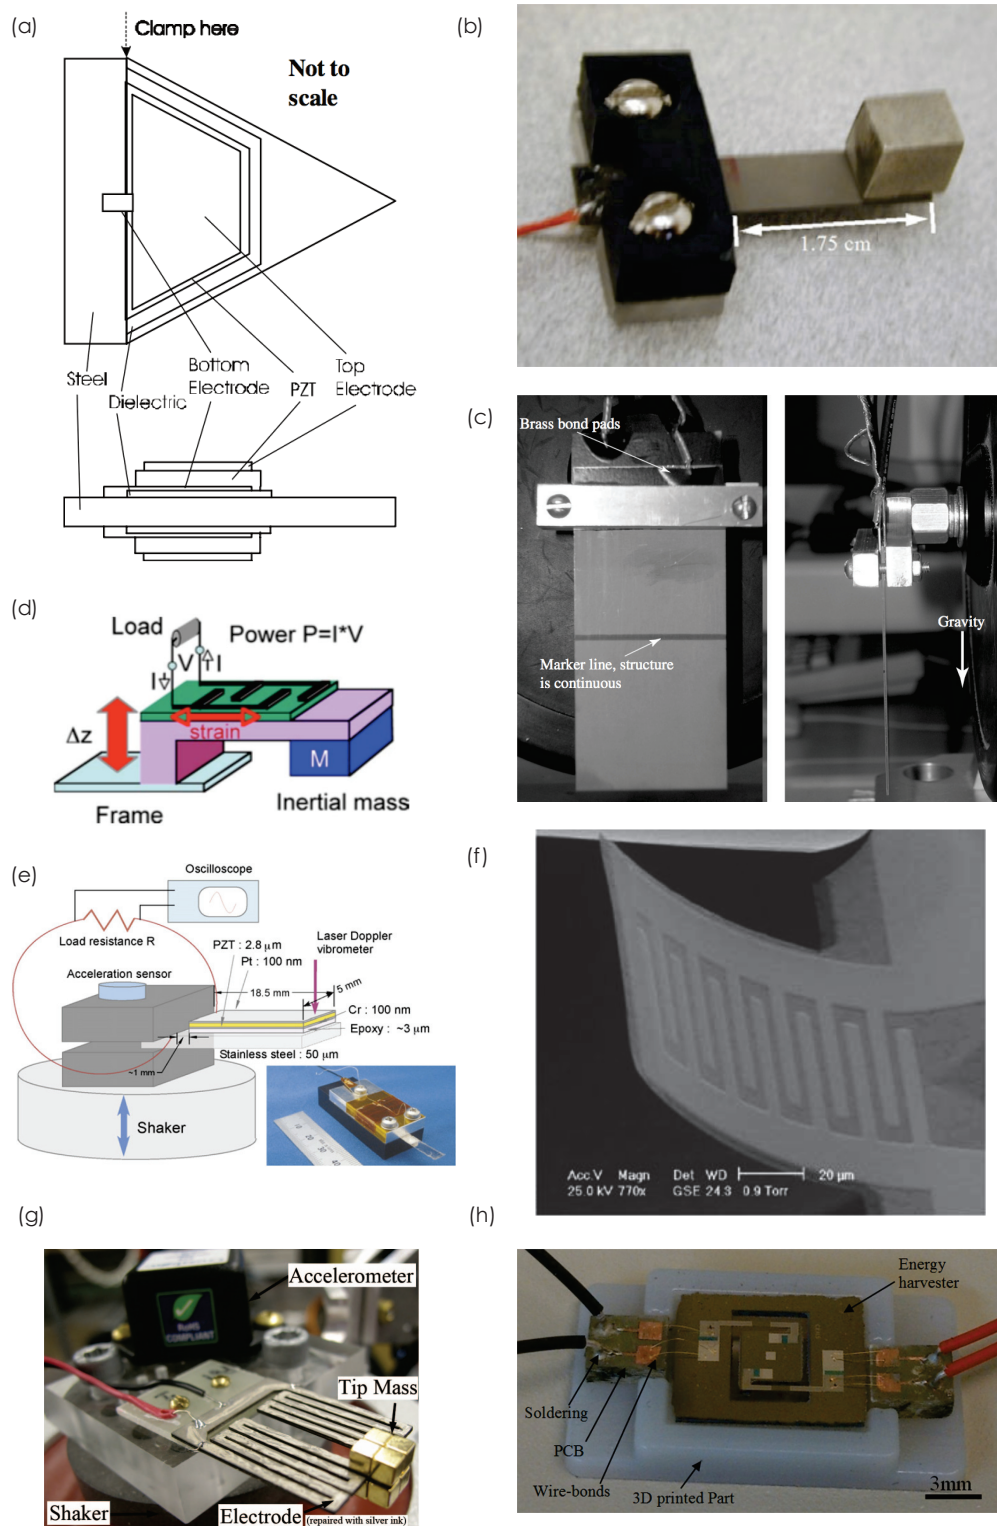 (a)
Clamp here
Not to
scale
Steel
Dielectric
Bottom
Electrode
PZT
Top
Electrode
(b)
1.75 cm
(c)
Brass bond pads
Marker line, structure
is continuous
Gravity
(d)
Load
Power P=I*V
I
V
I
Δz
strain
M
Frame
Inertial mass
(e)
Oscilloscope
Load resistance R
Acceleration sensor
PZT : 2.8 μm
Pt : 100 nm
Laser Doppler
vibrometer
18.5 mm
5 mm
Cr : 100 nm
Epoxy : ~3 μm
~1 mm
Stainless steel : 50 μm
Shaker
(f)
Acc.V Magn Det WD 20 μm
25.0 kV 770x GSE 24.3 0.9 Torr
(g)
Accelerometer
RoHS
COMPLIANT
Tip Mass
Shaker
Electrode (repaired with silver ink)
(h)
Energy
harvester
Soldering
PCB
Wire-bonds
3D printed Part
3mm